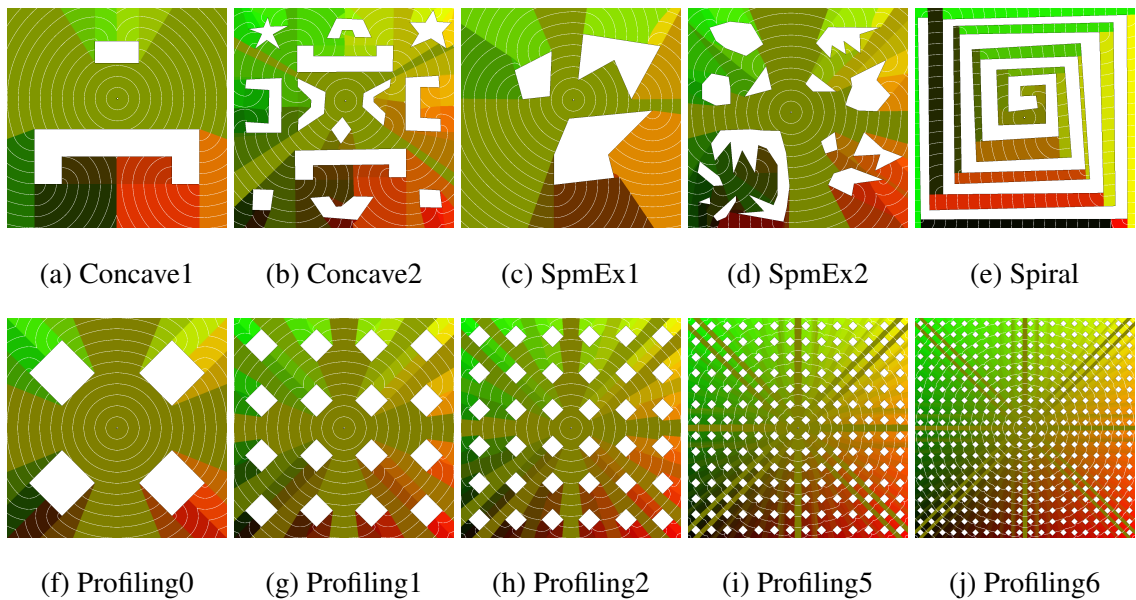 (a) Concave1 (b) Concave2 (c) SpmEx1 (d) SpmEx2 (e) Spiral
(f) Profiling0 (g) Profiling1 (h) Profiling2 (i) Profiling5 (j) Profiling6